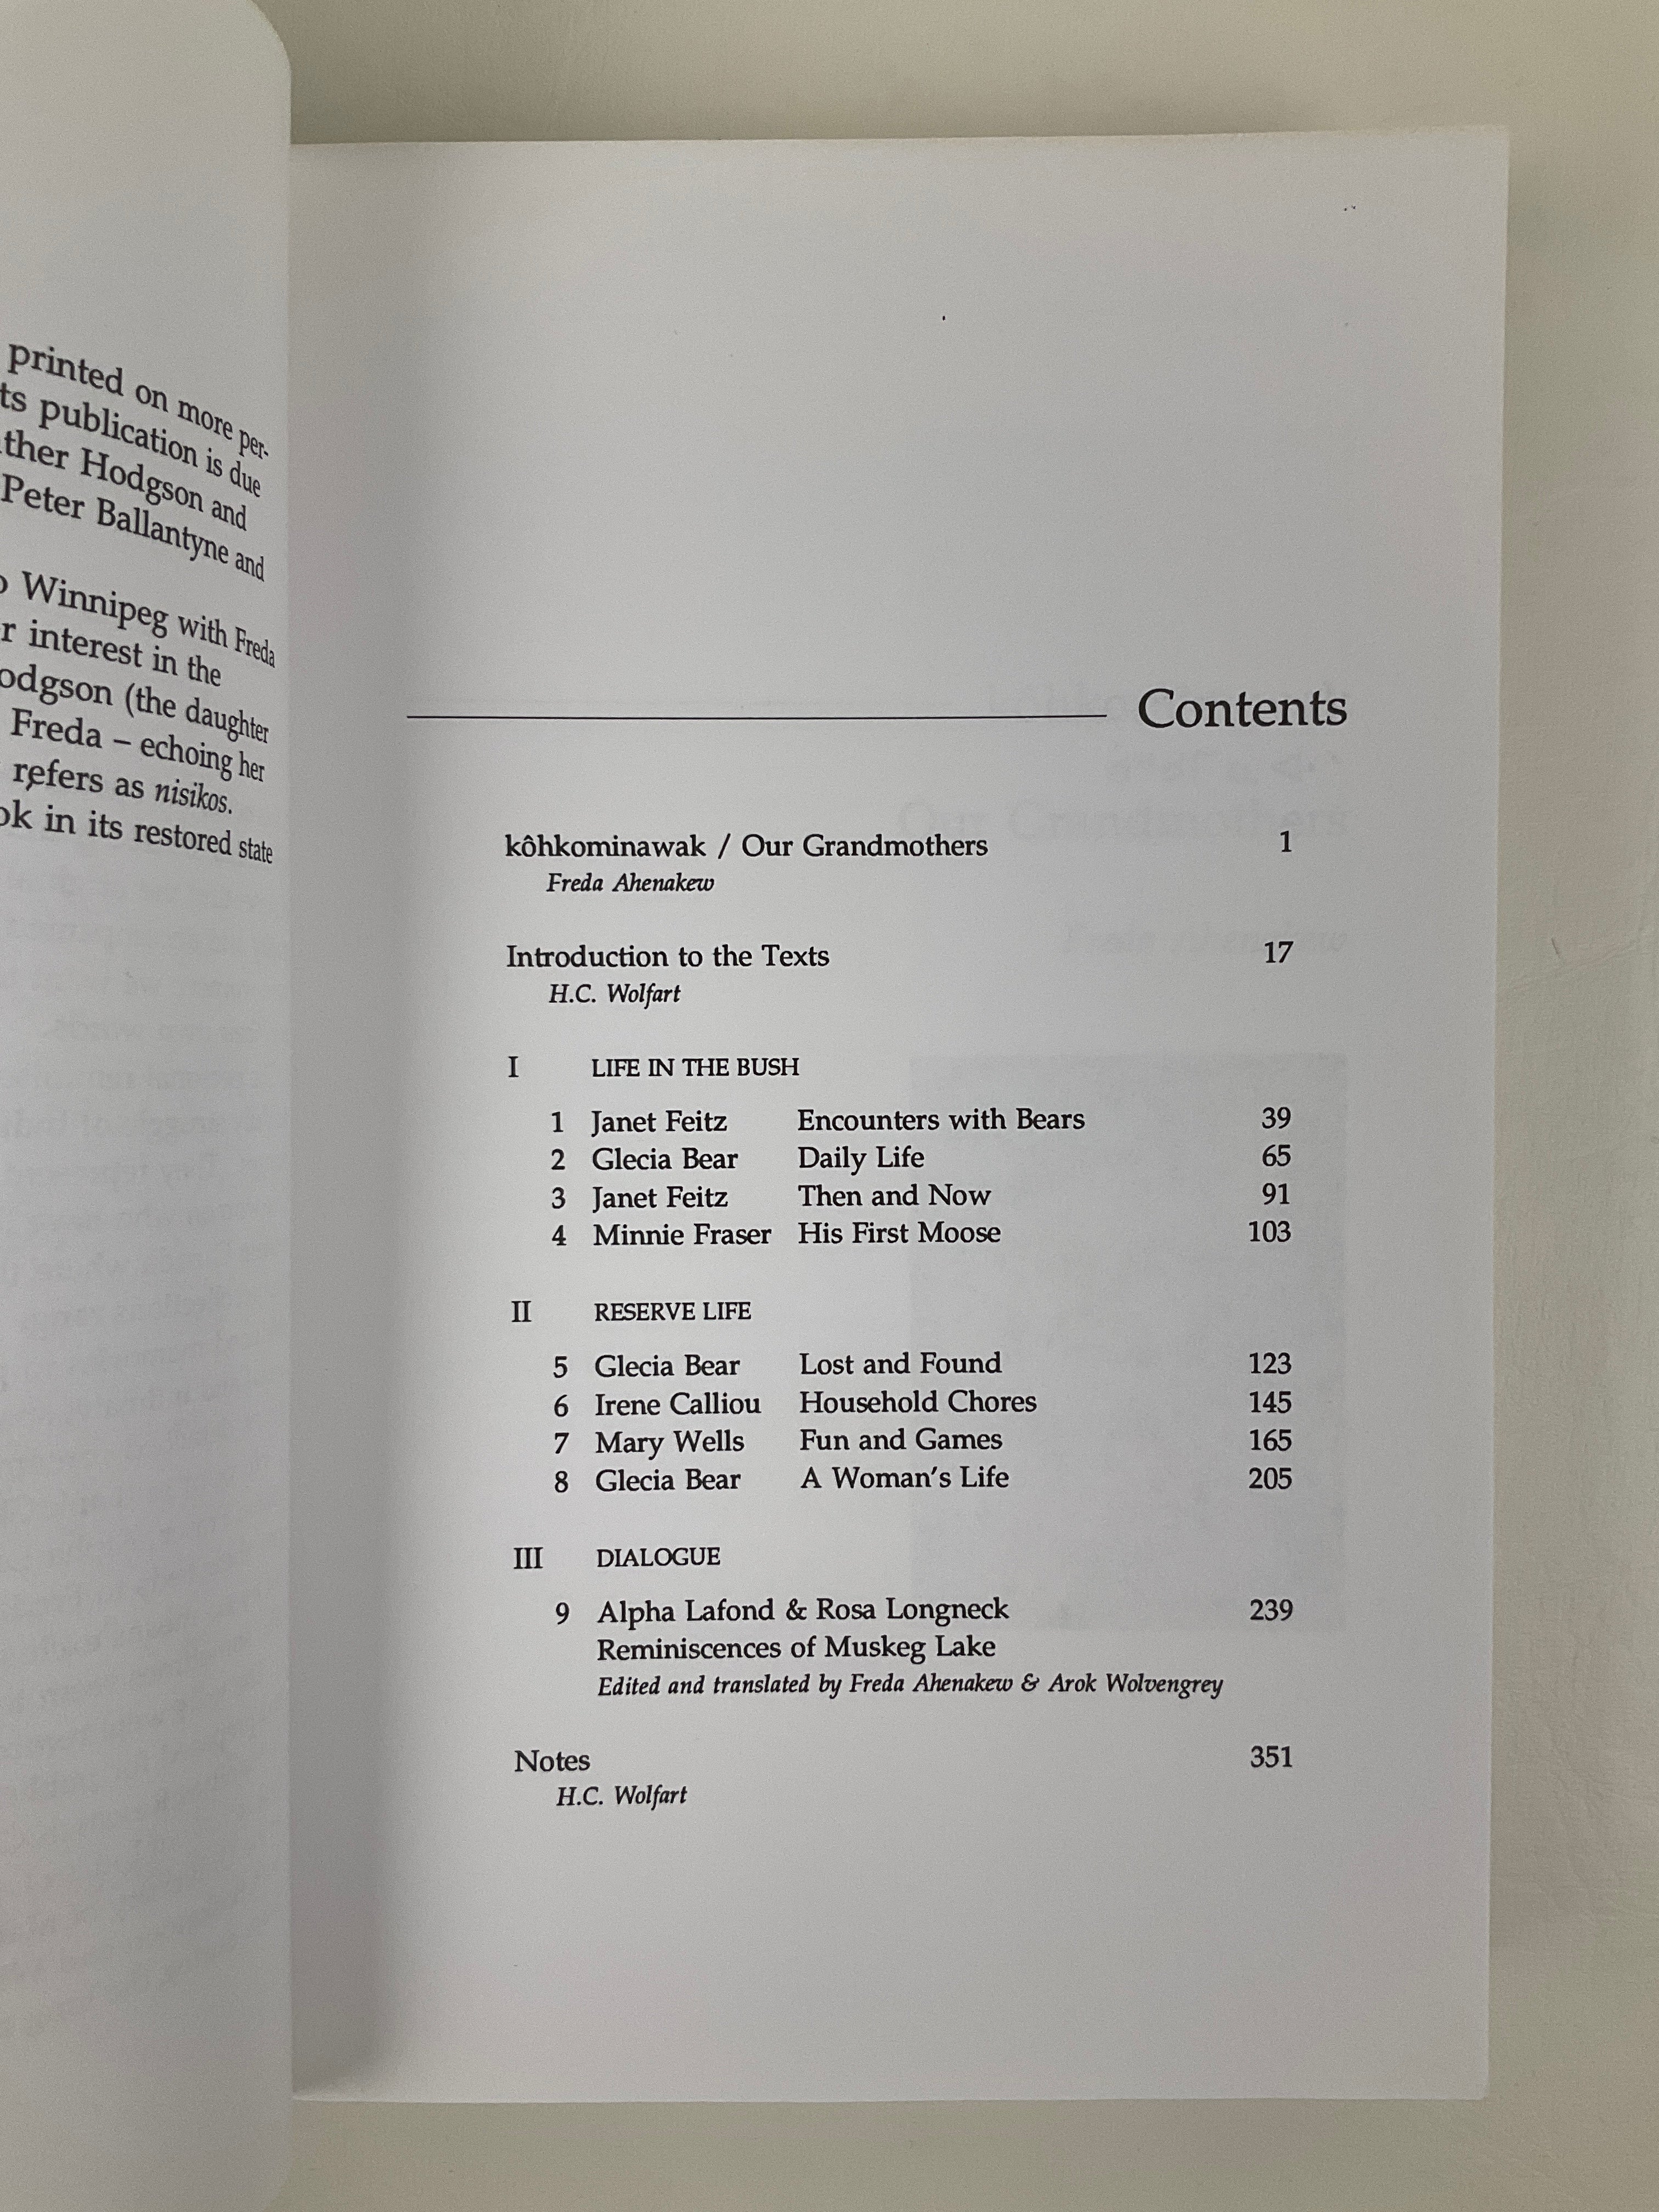 printed on more per-
ts publication is due
ther Hodgson and
Peter Ballantyne and
Winnipeg with Freda
r interest in the
odgson (the daughter
Freda – echoing her
refers as nisikos.
ok in its restored state
Contents
kôhkominawak / Our Grandmothers 1
Freda Ahenakew
Introduction to the Texts 17
H.C. Wolfart
I LIFE IN THE BUSH
1 Janet Feitz Encounters with Bears 39
2 Glecia Bear Daily Life 65
3 Janet Feitz Then and Now 91
4 Minnie Fraser His First Moose 103
II RESERVE LIFE
5 Glecia Bear Lost and Found 123
6 Irene Calliou Household Chores 145
7 Mary Wells Fun and Games 165
8 Glecia Bear A Woman's Life 205
III DIALOGUE
9 Alpha Lafond & Rosa Longneck 239
Reminiscences of Muskeg Lake
Edited and translated by Freda Ahenakew & Arok Wolvengrey
Notes 351
H.C. Wolfart